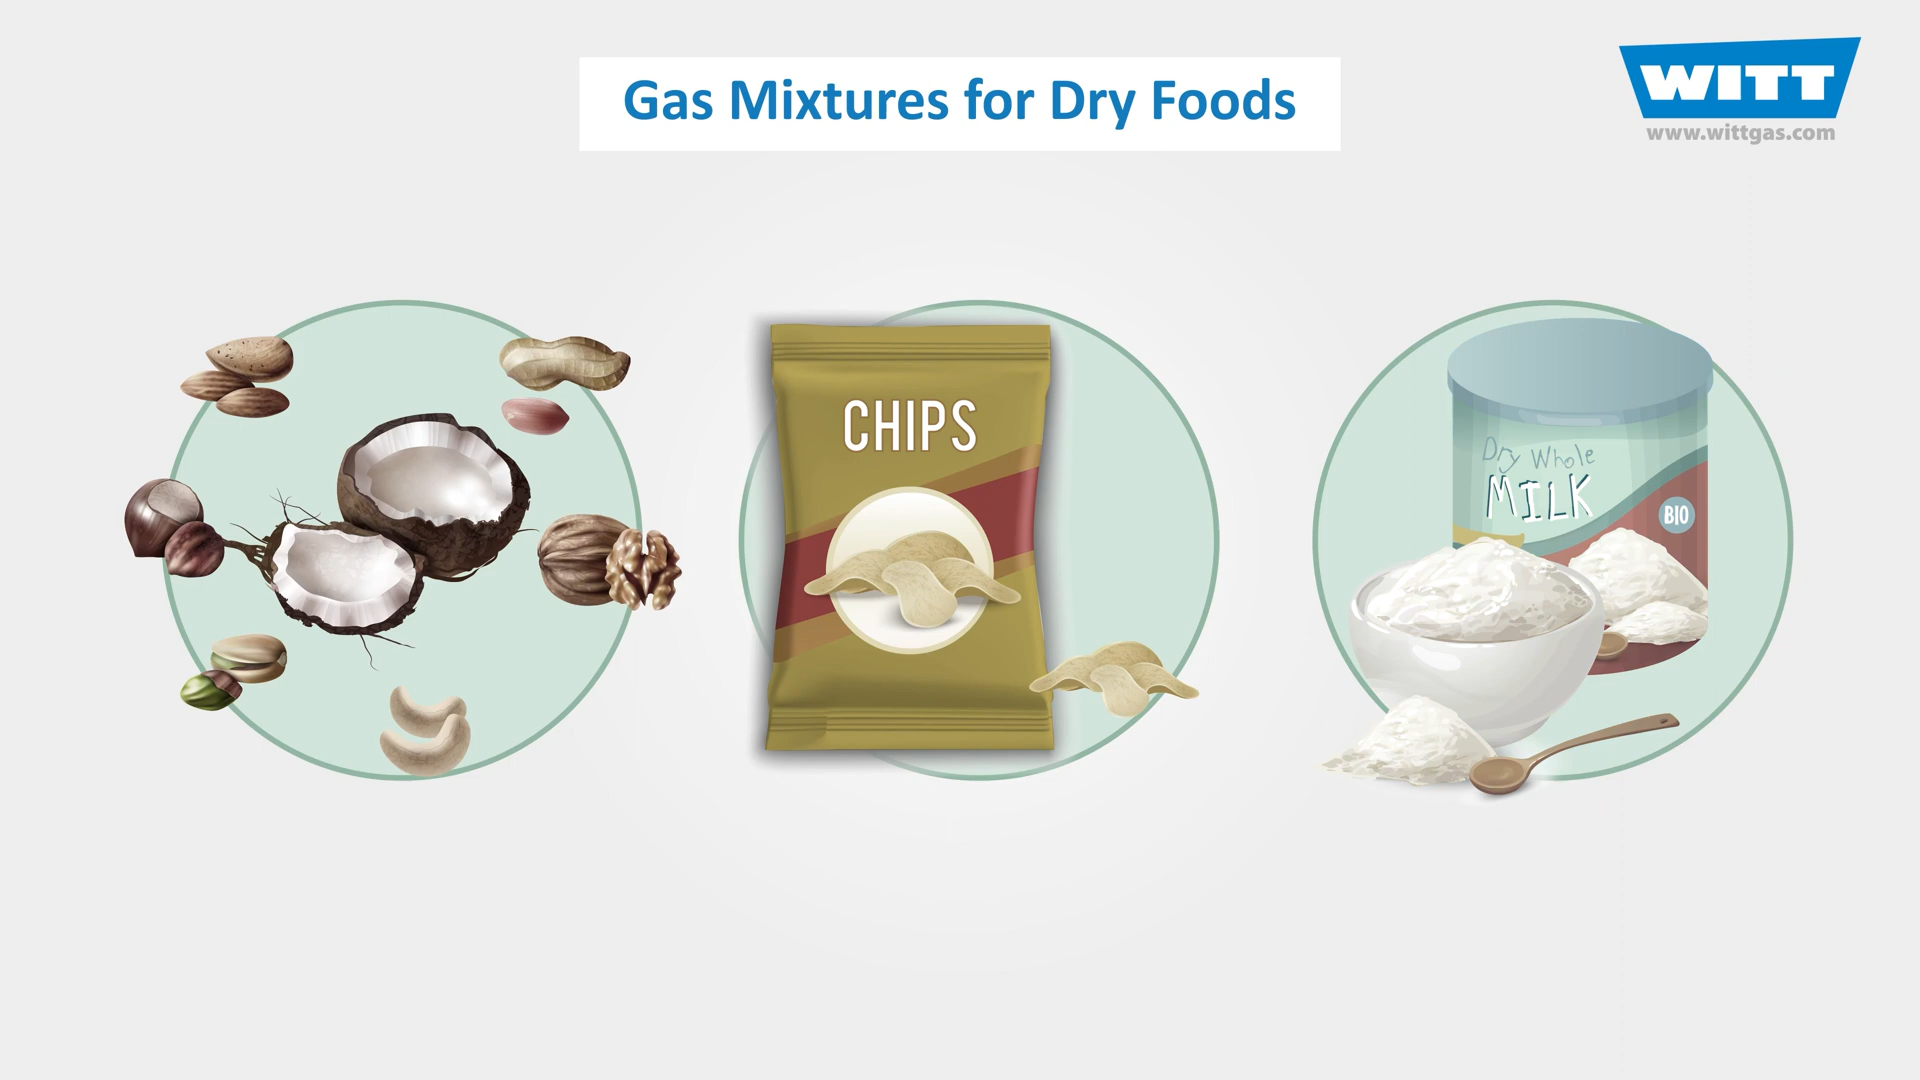 Gas Mixtures for Dry Foods
WITT
www.wittgas.com
CHIPS
Dry Whole
MILK
BIO